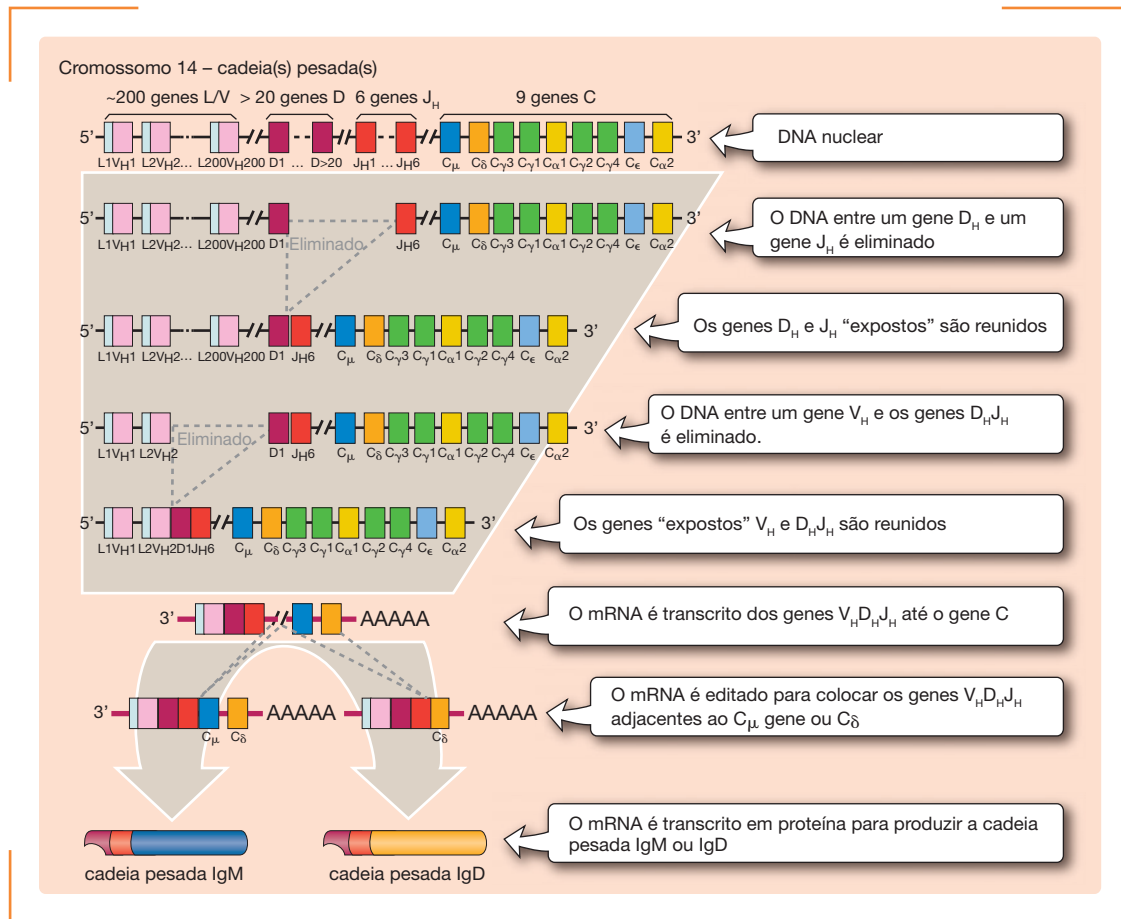 Cromossomo 14 – cadeia(s) pesada(s)
~200 genes L/V > 20 genes D 6 genes JH 9 genes C
5’ 3’
L1VH1 L2VH2... L200VH200 D1 ... D>20 JH1 ... JH6 Cμ Cδ Cγ3 Cγ1 Cα1 Cγ2 Cγ4 Cϵ Cα2
DNA nuclear
5’ 3’
Eliminado
L1VH1 L2VH2... L200VH200 D1 JH6 Cμ Cδ Cγ3 Cγ1 Cα1 Cγ2 Cγ4 Cϵ Cα2
O DNA entre um gene DH e um
gene JH é eliminado
5’ 3’
L1VH1 L2VH2... L200VH200 D1 JH6 Cμ Cδ Cγ3 Cγ1 Cα1 Cγ2 Cγ4 Cϵ Cα2
Os genes DH e JH “expostos” são reunidos
5’ 3’
Eliminado
L1VH1 L2VH2 D1 JH6 Cμ Cδ Cγ3 Cγ1 Cα1 Cγ2 Cγ4 Cϵ Cα2
O DNA entre um gene VH e os genes DHJH
é eliminado.
5’ 3’
L1VH1 L2VH2D1JH6 Cμ Cδ Cγ3 Cγ1 Cα1 Cγ2 Cγ4 Cϵ Cα2
Os genes “expostos” VH e DHJH são reunidos
3’ AAAAA
O mRNA é transcrito dos genes VHDHJH até o gene C
3’ AAAAA AAAAA
Cμ Cδ Cδ
O mRNA é editado para colocar os genes VHDHJH
adjacentes ao Cμ gene ou Cδ
cadeia pesada IgM cadeia pesada IgD
O mRNA é transcrito em proteína para produzir a cadeia
pesada IgM ou IgD